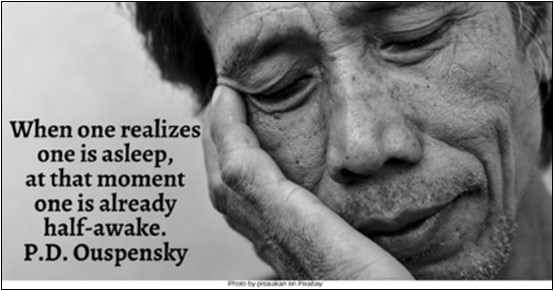 When one realizes
one is asleep,
at that moment
one is already
half-awake.
P.D. Ouspensky
Photo by on Pixabay